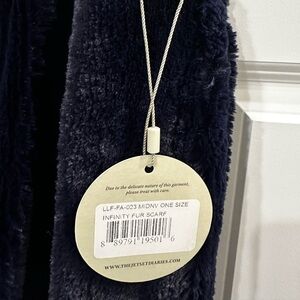 Due to the delicate nature of this garment,
please treat with care.
LLF-FA-023 MIDNV ONE SIZE
INFINITY FUR SCARF
8 89791 19501 6
WWW.THEJETSETDIARIES.COM